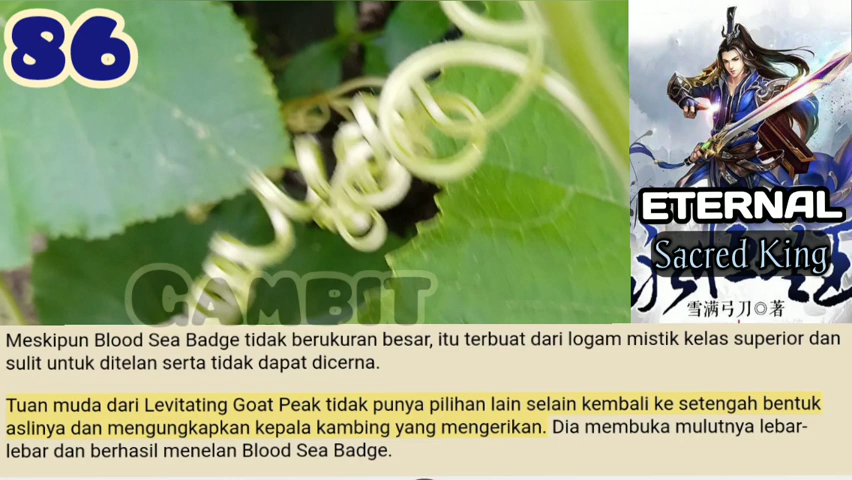 86
GAMBIT
ETERNAL
Sacred King
雪满弓刀◎著
Meskipun Blood Sea Badge tidak berukuran besar, itu terbuat dari logam mistik kelas superior dan
sulit untuk ditelan serta tidak dapat dicerna.
Tuan muda dari Levitating Goat Peak tidak punya pilihan lain selain kembali ke setengah bentuk
aslinya dan mengungkapkan kepala kambing yang mengerikan. Dia membuka mulutnya lebar-
lebar dan berhasil menelan Blood Sea Badge.